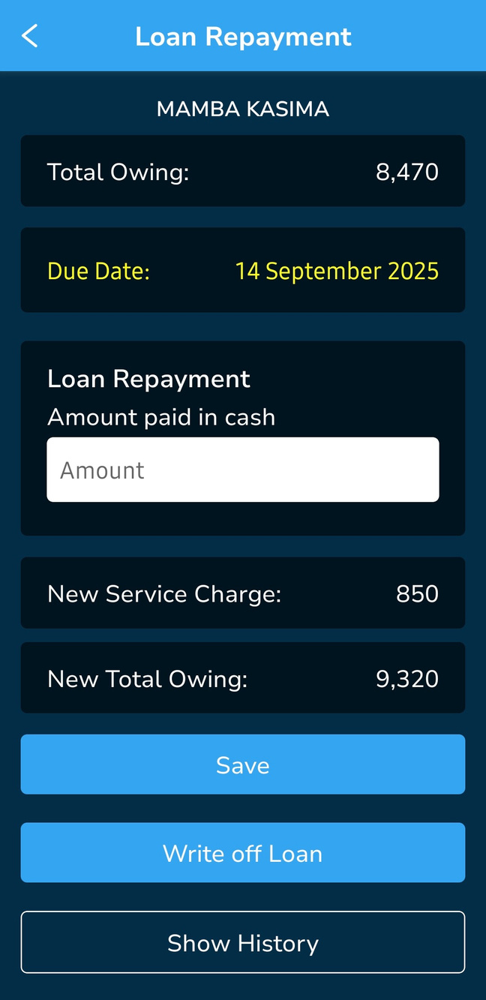 Loan Repayment
MAMBA KASIMA
Total Owing: 8,470
Due Date: 14 September 2025
Loan Repayment
Amount paid in cash
Amount
New Service Charge: 850
New Total Owing: 9,320
Save
Write off Loan
Show History